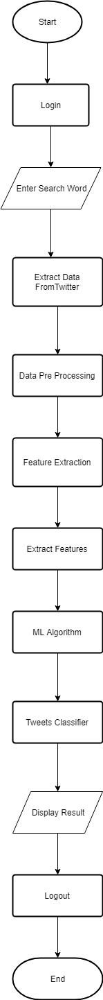 Start
Login
Enter Search Word
Extract Data
FromTwitter
Data Pre Processing
Feature Extraction
Extract Features
ML Algorithm
Tweets Classifier
Display Result
Logout
End